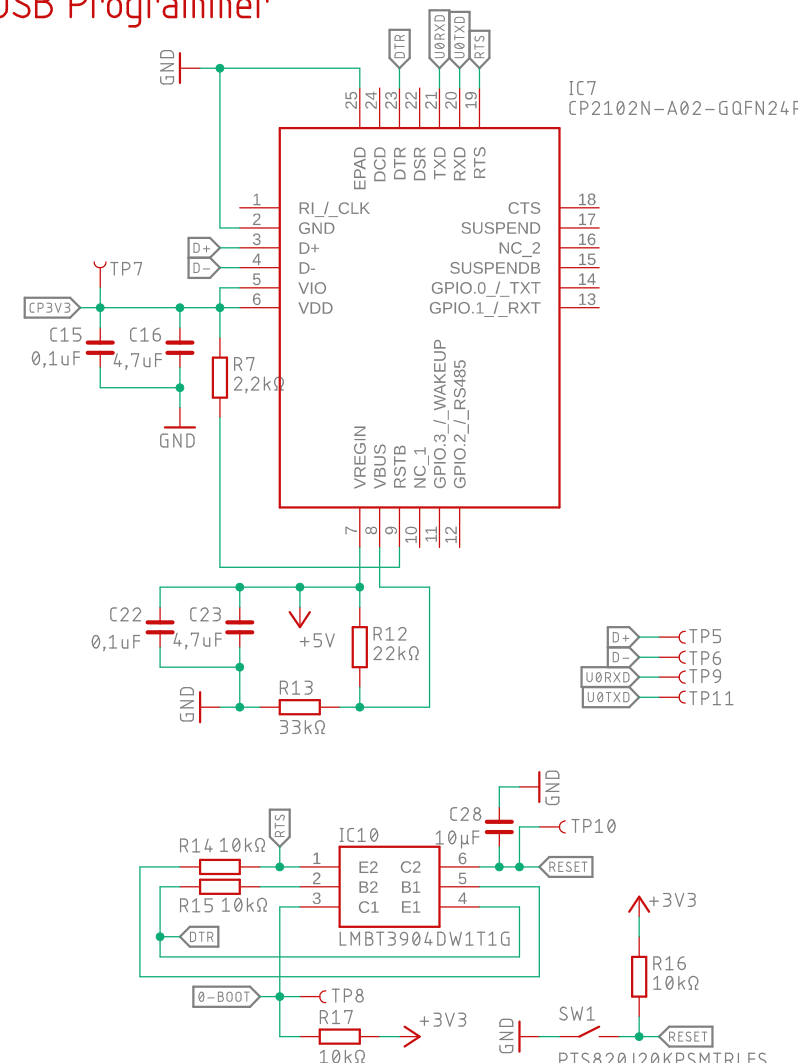 USB Programmer
GND
DTR
U0RXD
U0TXD
RTS
IC7
CP2102N-A02-GQFN24R
25
24
23
22
21
20
19
EPAD
DCD
DTR
DSR
TXD
RXD
RTS
1 RI_/_CLK
2 GND
D+ 3 D+
D- 4 D-
5 VIO
6 VDD
CTS 18
SUSPEND 17
NC_2 16
SUSPENDB 15
GPIO.0_/_TXT 14
GPIO.1_/_RXT 13
TP7
CP3V3
C15 C16
0,1uF 4,7uF
R7
2,2kΩ
GND
VREGIN
VBUS
RSTB
NC_1
GPIO.3_/_WAKEUP
GPIO.2_/_RS485
7
8
9
10
11
12
C22 C23
0,1uF 4,7uF
+5V
R12
22kΩ
GND
R13
33kΩ
D+ TP5
D- TP6
U0RXD TP9
U0TXD TP11
RTS
IC10
R14 10kΩ
R15 10kΩ
1 E2 C2 6
2 B2 B1 5
3 C1 E1 4
LMBT3904DW1T1G
DTR
C28
10µF
GND
TP10
RESET
0-BOOT
TP8
R17
10kΩ
+3V3
+3V3
R16
10kΩ
GND
SW1
RESET
PTS820J20KPSMTRLFS